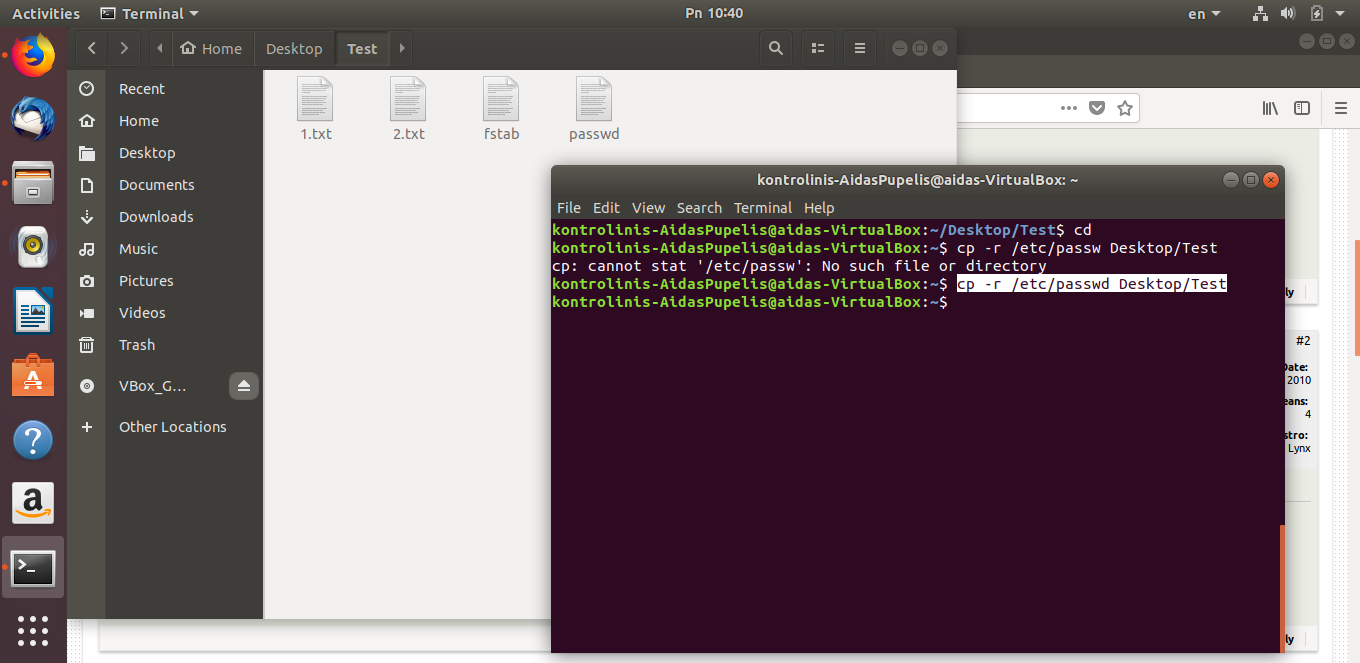 Activities Terminal Pn 10:40 en
Home Desktop Test
Recent
Home
Desktop
Documents
Downloads
Music
Pictures
Videos
Trash
VBox_G…
Other Locations
1.txt 2.txt fstab passwd
kontrolinis-AidasPupelis@aidas-VirtualBox: ~
File Edit View Search Terminal Help
kontrolinis-AidasPupelis@aidas-VirtualBox:~/Desktop/Test$ cd
kontrolinis-AidasPupelis@aidas-VirtualBox:~$ cp -r /etc/passw Desktop/Test
cp: cannot stat '/etc/passw': No such file or directory
kontrolinis-AidasPupelis@aidas-VirtualBox:~$ cp -r /etc/passwd Desktop/Test
kontrolinis-AidasPupelis@aidas-VirtualBox:~$
ly
#2
Date:
2010
eans:
4
stro:
Lynx
ly